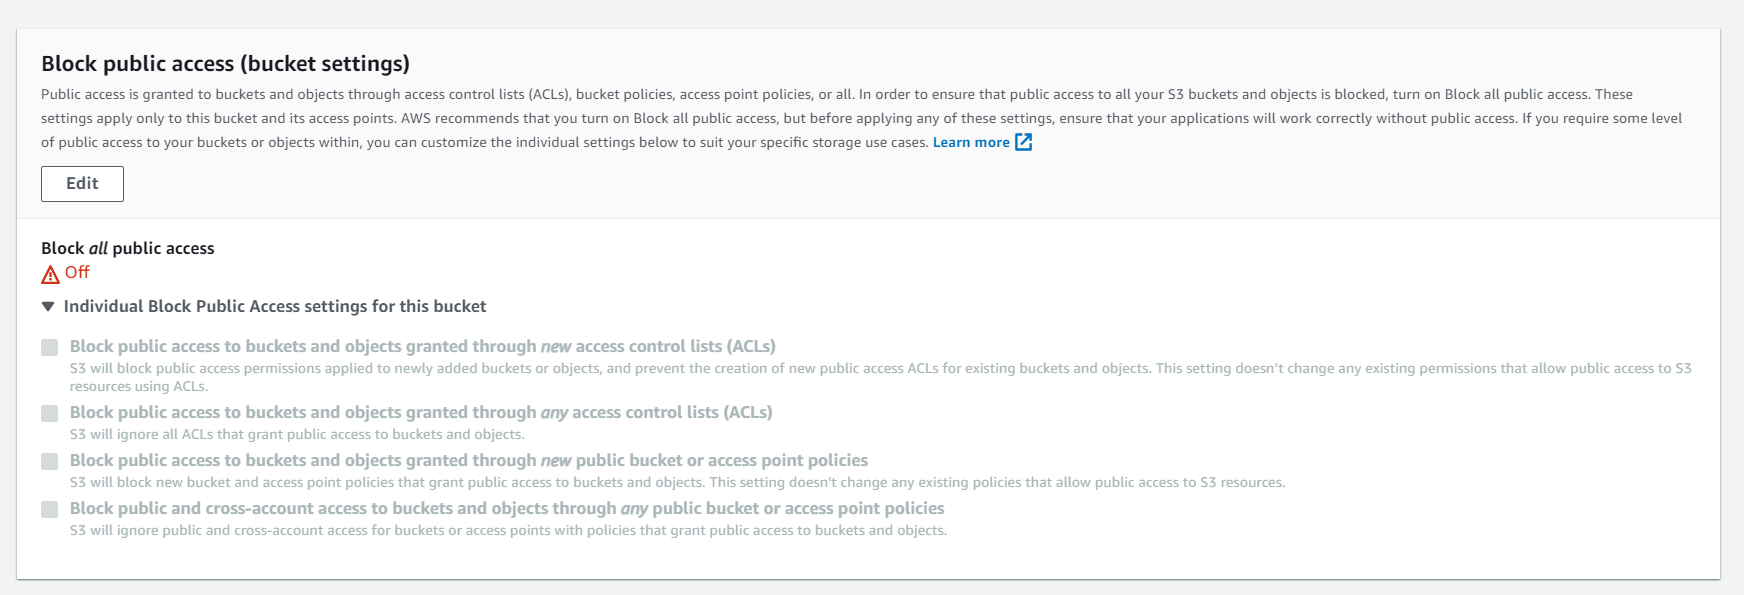 Block public access (bucket settings)
Public access is granted to buckets and objects through access control lists (ACLs), bucket policies, access point policies, or all. In order to ensure that public access to all your S3 buckets and objects is blocked, turn on Block all public access. These
settings apply only to this bucket and its access points. AWS recommends that you turn on Block all public access, but before applying any of these settings, ensure that your applications will work correctly without public access. If you require some level
of public access to your buckets or objects within, you can customize the individual settings below to suit your specific storage use cases. Learn more
Edit
Block all public access
Off
Individual Block Public Access settings for this bucket
Block public access to buckets and objects granted through new access control lists (ACLs)
S3 will block public access permissions applied to newly added buckets or objects, and prevent the creation of new public access ACLs for existing buckets and objects. This setting doesn’t change any existing permissions that allow public access to S3
resources using ACLs.
Block public access to buckets and objects granted through any access control lists (ACLs)
S3 will ignore all ACLs that grant public access to buckets and objects.
Block public access to buckets and objects granted through new public bucket or access point policies
S3 will block new bucket and access point policies that grant public access to buckets and objects. This setting doesn't change any existing policies that allow public access to S3 resources.
Block public and cross-account access to buckets and objects through any public bucket or access point policies
S3 will ignore public and cross-account access for buckets or access points with policies that grant public access to buckets and objects.